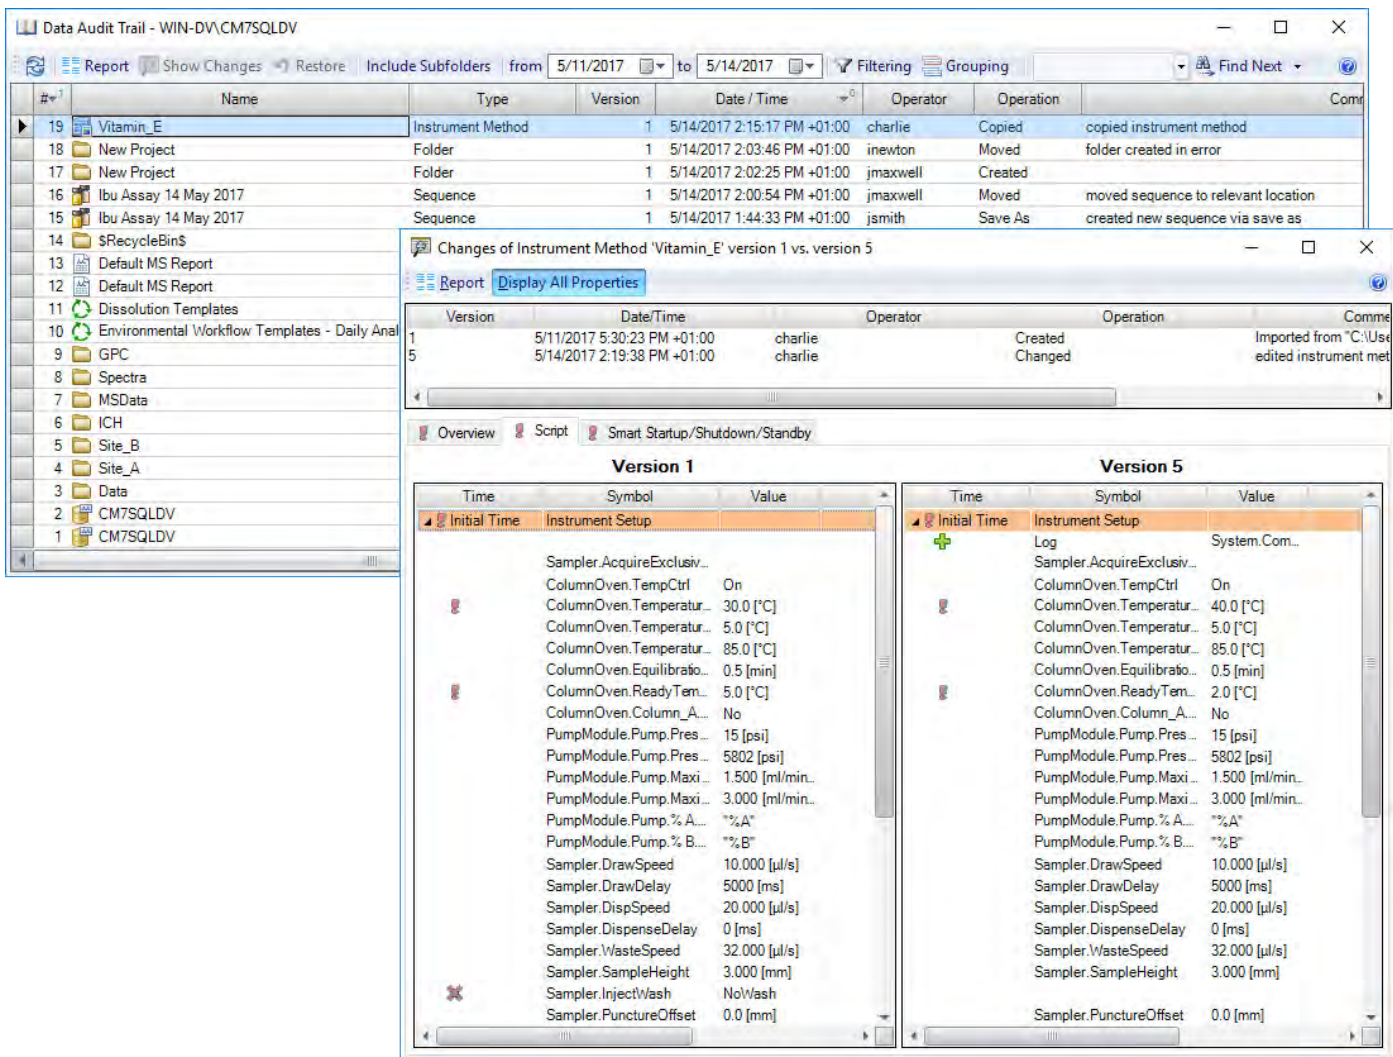 Data Audit Trail - WIN-DV\CM7SQLDV
Report Show Changes Restore Include Subfolders from 5/11/2017 to 5/14/2017 Filtering Grouping Find Next
# Name Type Version Date / Time Operator Operation Comm
19 Vitamin_E Instrument Method 1 5/14/2017 2:15:17 PM +01:00 charlie Copied copied instrument method
18 New Project Folder 1 5/14/2017 2:03:46 PM +01:00 inewton Moved folder created in error
17 New Project Folder 1 5/14/2017 2:02:25 PM +01:00 jmaxwell Created
16 Ibu Assay 14 May 2017 Sequence 1 5/14/2017 2:00:54 PM +01:00 jmaxwell Moved moved sequence to relevant location
15 Ibu Assay 14 May 2017 Sequence 1 5/14/2017 1:44:33 PM +01:00 jsmith Save As created new sequence via save as
14 $RecycleBin$
13 Default MS Report
12 Default MS Report
11 Dissolution Templates
10 Environmental Workflow Templates - Daily Anal
9 GPC
8 Spectra
7 MSData
6 ICH
5 Site_B
4 Site_A
3 Data
2 CM7SQLDV
1 CM7SQLDV
Changes of Instrument Method 'Vitamin_E' version 1 vs. version 5
Report Display All Properties
Version Date/Time Operator Operation Comme
1 5/11/2017 5:30:23 PM +01:00 charlie Created Imported from "C:\Use
5 5/14/2017 2:19:38 PM +01:00 charlie Changed edited instrument met
Overview Script Smart Startup/Shutdown/Standby
Version 1
Time Symbol Value
Initial Time Instrument Setup
Sampler.AcquireExclusiv...
ColumnOven.TempCtrl On
ColumnOven.Temperatur... 30.0 [°C]
ColumnOven.Temperatur... 5.0 [°C]
ColumnOven.Temperatur... 85.0 [°C]
ColumnOven.Equilibratio... 0.5 [min]
ColumnOven.ReadyTem... 5.0 [°C]
ColumnOven.Column_A... No
PumpModule.Pump.Pres... 15 [psi]
PumpModule.Pump.Pres... 5802 [psi]
PumpModule.Pump.Maxi... 1.500 [ml/min...
PumpModule.Pump.Maxi... 3.000 [ml/min...
PumpModule.Pump.% A... "%A"
PumpModule.Pump.% B... "%B"
Sampler.DrawSpeed 10.000 [µl/s]
Sampler.DrawDelay 5000 [ms]
Sampler.DispSpeed 20.000 [µl/s]
Sampler.DispenseDelay 0 [ms]
Sampler.WasteSpeed 32.000 [µl/s]
Sampler.SampleHeight 3.000 [mm]
Sampler.InjectWash NoWash
Sampler.PunctureOffset 0.0 [mm]
Version 5
Time Symbol Value
Initial Time Instrument Setup
Log System.Com...
Sampler.AcquireExclusiv...
ColumnOven.TempCtrl On
ColumnOven.Temperatur... 40.0 [°C]
ColumnOven.Temperatur... 5.0 [°C]
ColumnOven.Temperatur... 85.0 [°C]
ColumnOven.Equilibratio... 0.5 [min]
ColumnOven.ReadyTem... 2.0 [°C]
ColumnOven.Column_A... No
PumpModule.Pump.Pres... 15 [psi]
PumpModule.Pump.Pres... 5802 [psi]
PumpModule.Pump.Maxi... 1.500 [ml/min...
PumpModule.Pump.Maxi... 3.000 [ml/min...
PumpModule.Pump.% A... "%A"
PumpModule.Pump.% B... "%B"
Sampler.DrawSpeed 10.000 [µl/s]
Sampler.DrawDelay 5000 [ms]
Sampler.DispSpeed 20.000 [µl/s]
Sampler.DispenseDelay 0 [ms]
Sampler.WasteSpeed 32.000 [µl/s]
Sampler.SampleHeight 3.000 [mm]
Sampler.PunctureOffset 0.0 [mm]